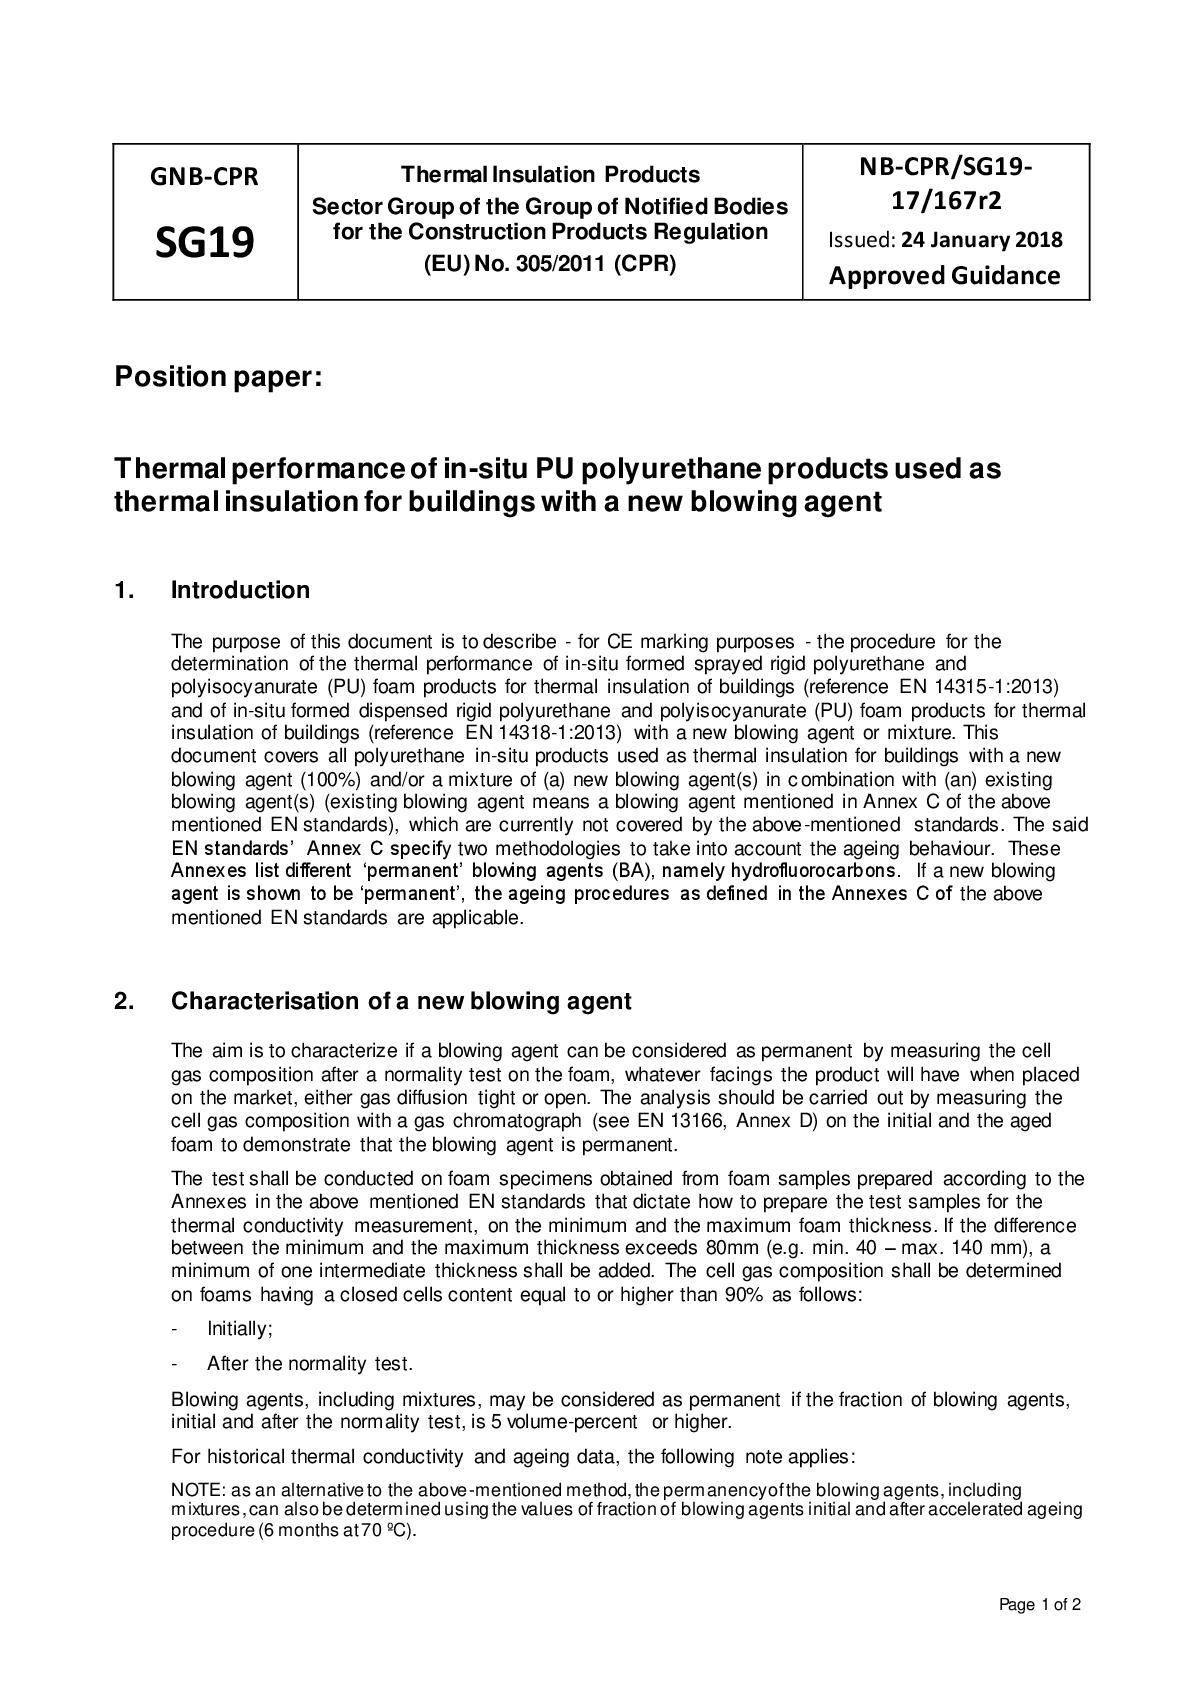 GNB-CPR
SG19
Thermal Insulation Products
Sector Group of the Group of Notified Bodies
for the Construction Products Regulation
(EU) No. 305/2011 (CPR)
NB-CPR/SG19-
17/167r2
Issued: 24 January 2018
Approved Guidance
Position paper:
Thermal performance of in-situ PU polyurethane products used as
thermal insulation for buildings with a new blowing agent
1. Introduction
The purpose of this document is to describe - for CE marking purposes - the procedure for the
determination of the thermal performance of in-situ formed sprayed rigid polyurethane and
polyisocyanurate (PU) foam products for thermal insulation of buildings (reference EN 14315-1:2013)
and of in-situ formed dispensed rigid polyurethane and polyisocyanurate (PU) foam products for thermal
insulation of buildings (reference EN 14318-1:2013) with a new blowing agent or mixture. This
document covers all polyurethane in-situ products used as thermal insulation for buildings with a new
blowing agent (100%) and/or a mixture of (a) new blowing agent(s) in combination with (an) existing
blowing agent(s) (existing blowing agent means a blowing agent mentioned in Annex C of the above
mentioned EN standards), which are currently not covered by the above-mentioned standards. The said
EN standards’ Annex C specify two methodologies to take into account the ageing behaviour. These
Annexes list different ‘permanent’ blowing agents (BA), namely hydrofluorocarbons. If a new blowing
agent is shown to be ‘permanent’, the ageing procedures as defined in the Annexes C of the above
mentioned EN standards are applicable.
2. Characterisation of a new blowing agent
The aim is to characterize if a blowing agent can be considered as permanent by measuring the cell
gas composition after a normality test on the foam, whatever facings the product will have when placed
on the market, either gas diffusion tight or open. The analysis should be carried out by measuring the
cell gas composition with a gas chromatograph (see EN 13166, Annex D) on the initial and the aged
foam to demonstrate that the blowing agent is permanent.
The test shall be conducted on foam specimens obtained from foam samples prepared according to the
Annexes in the above mentioned EN standards that dictate how to prepare the test samples for the
thermal conductivity measurement, on the minimum and the maximum foam thickness. If the difference
between the minimum and the maximum thickness exceeds 80mm (e.g. min. 40 – max. 140 mm), a
minimum of one intermediate thickness shall be added. The cell gas composition shall be determined
on foams having a closed cells content equal to or higher than 90% as follows:
- Initially;
- After the normality test.
Blowing agents, including mixtures, may be considered as permanent if the fraction of blowing agents,
initial and after the normality test, is 5 volume-percent or higher.
For historical thermal conductivity and ageing data, the following note applies:
NOTE: as an alternative to the above-mentioned method, the permanency of the blowing agents, including
mixtures, can also be determined using the values of fraction of blowing agents initial and after accelerated ageing
procedure (6 months at 70 ºC).
Page 1 of 2